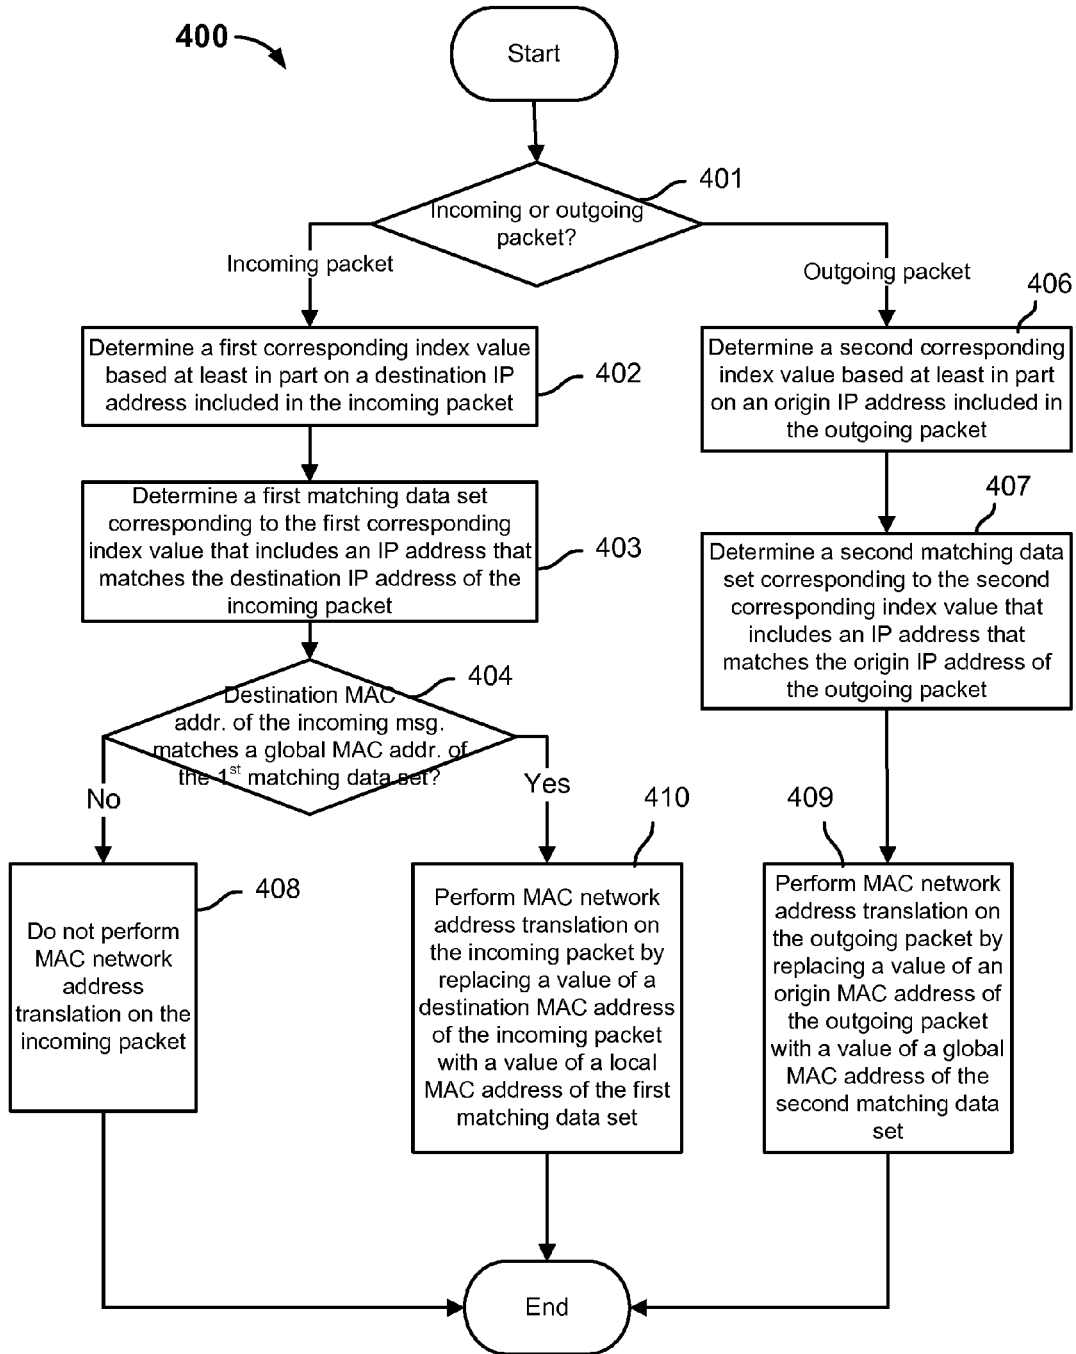 400
Start
401
Incoming or outgoing
packet?
Incoming packet
Outgoing packet
406
Determine a first corresponding index value
based at least in part on a destination IP
address included in the incoming packet
402
Determine a second corresponding
index value based at least in part
on an origin IP address included in
the outgoing packet
Determine a first matching data set
corresponding to the first corresponding
index value that includes an IP address that
matches the destination IP address of the
incoming packet
403
407
Determine a second matching data
set corresponding to the second
corresponding index value that
includes an IP address that
matches the origin IP address of
the outgoing packet
404
Destination MAC
addr. of the incoming msg.
matches a global MAC addr. of
the 1st matching data set?
No
Yes
410
409
408
Do not perform
MAC network
address
translation on the
incoming packet
Perform MAC network
address translation on
the incoming packet by
replacing a value of a
destination MAC address
of the incoming packet
with a value of a local
MAC address of the first
matching data set
Perform MAC network
address translation on
the outgoing packet by
replacing a value of an
origin MAC address of
the outgoing packet
with a value of a global
MAC address of the
second matching data
set
End